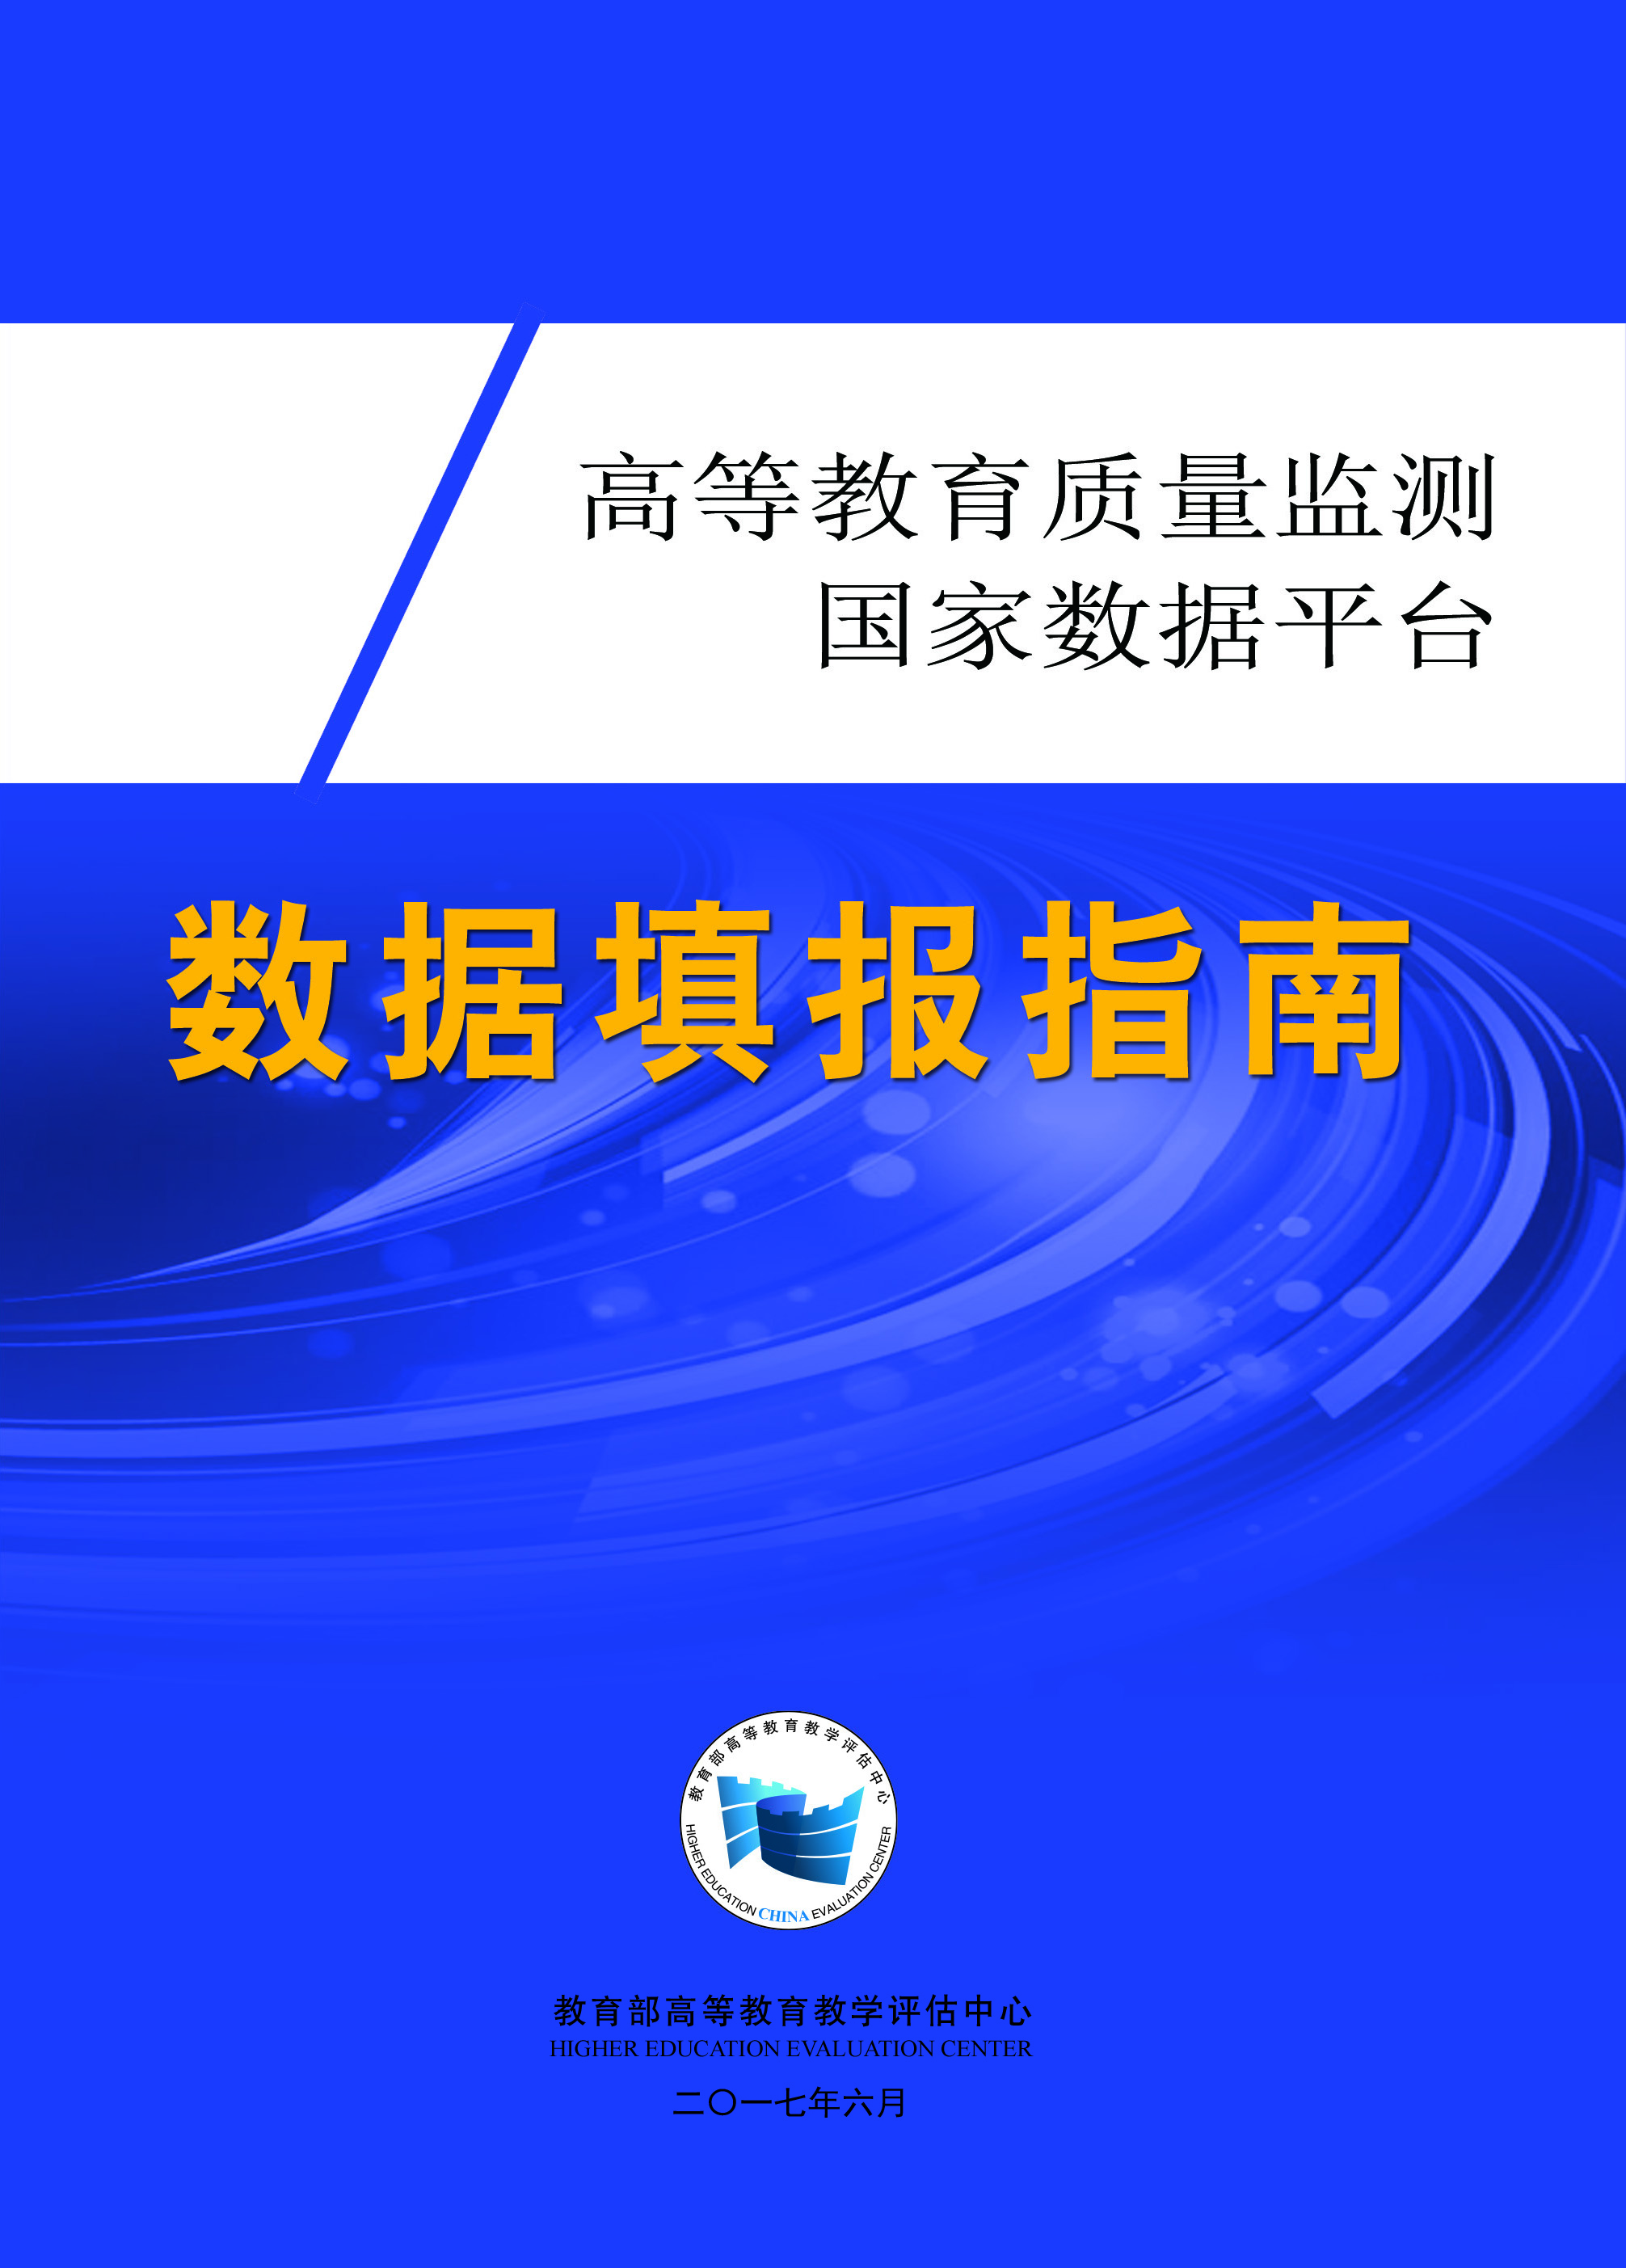 高等教育质量监测
国家数据平台
数据填报指南
教育部高等教育教学评估中心
HIGHER EDUCATION CHINA EVALUATION CENTER
教育部高等教育教学评估中心
HIGHER EDUCATION EVALUATION CENTER
二〇一七年六月